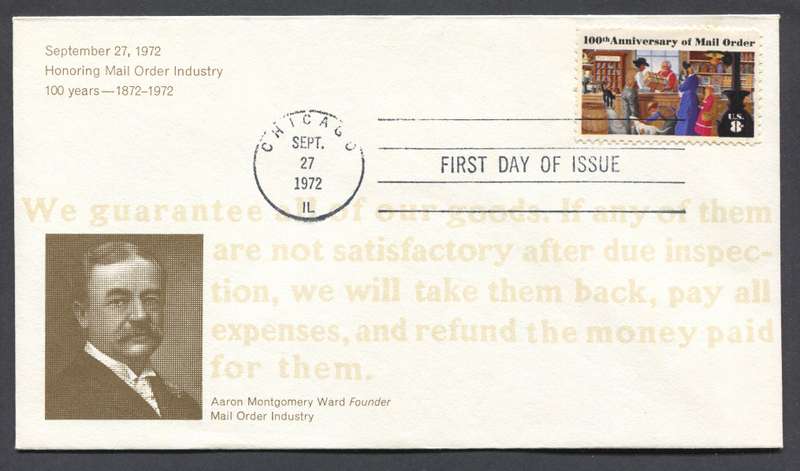 September 27, 1972
Honoring Mail Order Industry
100 years—1872-1972
100th Anniversary of Mail Order
U.S.
8c
CHICAGO
SEPT.
27
1972
IL
FIRST DAY OF ISSUE
We guarantee all of our goods. If any of them
are not satisfactory after due inspec-
tion, we will take them back, pay all
expenses, and refund the money paid
for them.
Aaron Montgomery Ward Founder
Mail Order Industry